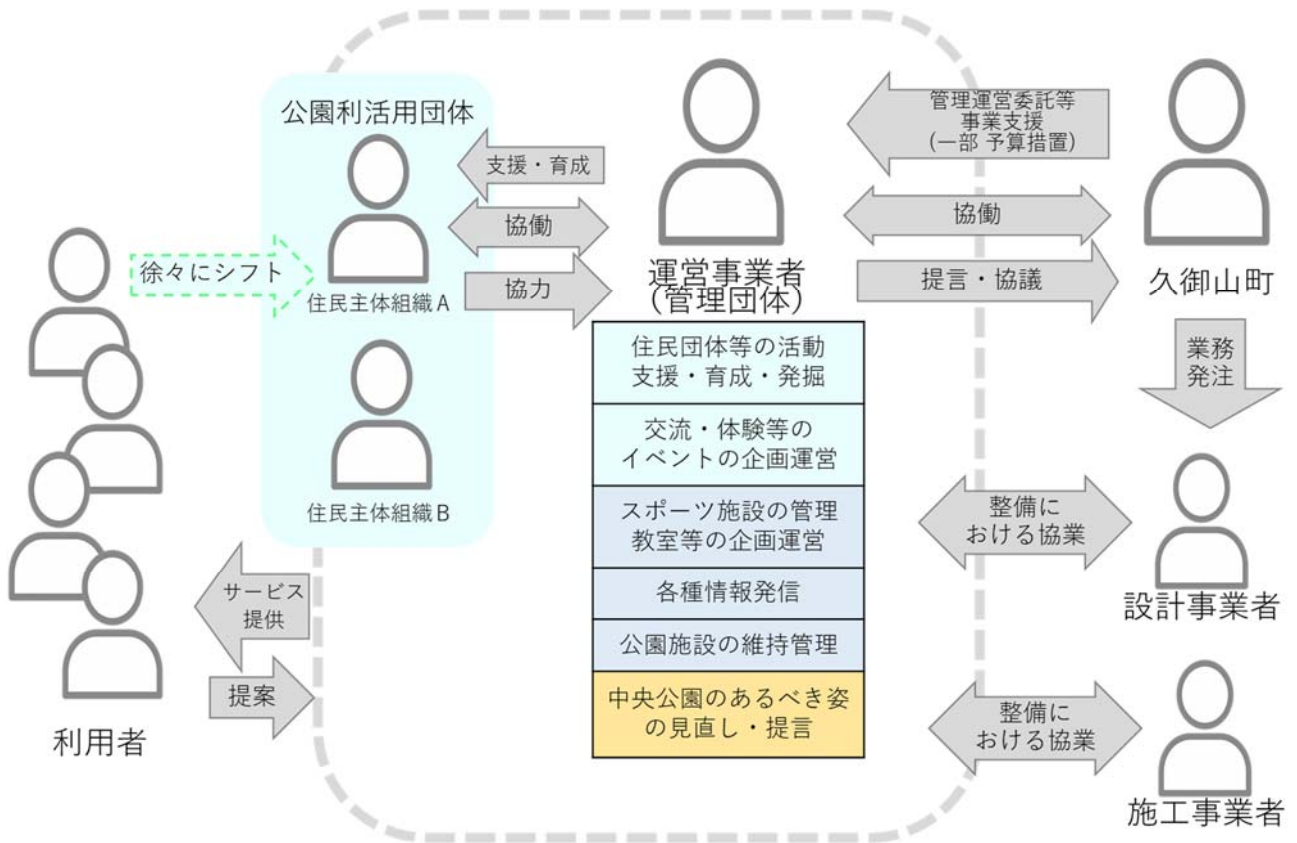 公園利活用団体
支援・育成
協働
協力
徐々にシフト
住民主体組織A
住民主体組織B
サービス
提供
提案
利用者
運営事業者
（管理団体）
住民団体等の活動
支援・育成・発掘
交流・体験等の
イベントの企画運営
スポーツ施設の管理
教室等の企画運営
各種情報発信
公園施設の維持管理
中央公園のあるべき姿
の見直し・提言
管理運営委託等
事業支援
(一部 予算措置)
協働
提言・協議
久御山町
業務
発注
整備に
おける協業
設計事業者
整備に
おける協業
施工事業者